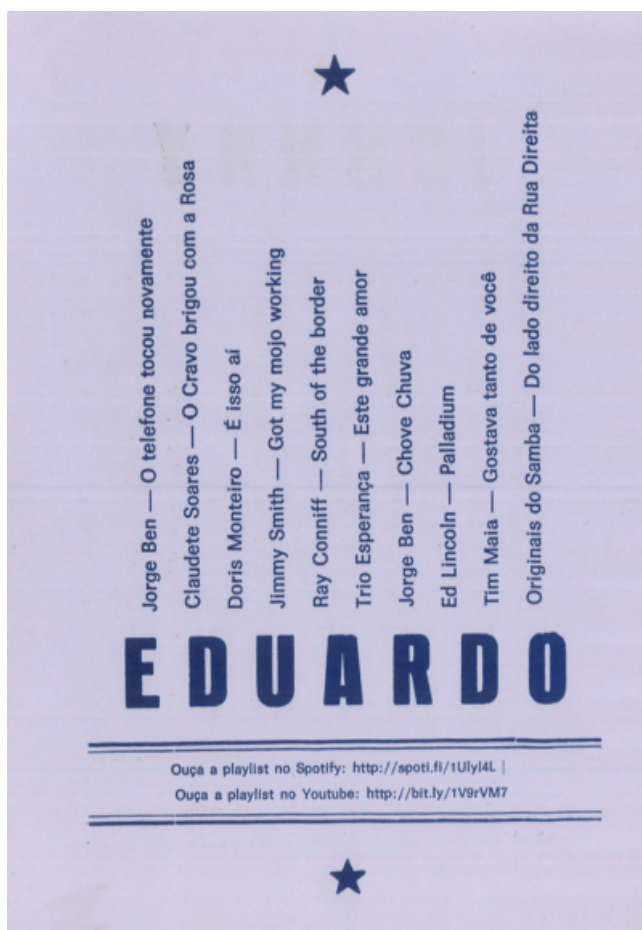 Jorge Ben — O telefone tocou novamente
Claudete Soares — O Cravo brigou com a Rosa
Doris Monteiro — É isso aí
Jimmy Smith — Got my mojo working
Ray Conniff — South of the border
Trio Esperança — Este grande amor
Jorge Ben — Chove Chuva
Ed Lincoln — Palladium
Tim Maia — Gostava tanto de você
Originais do Samba — Do lado direito da Rua Direita
EDUARDO
Ouça a playlist no Spotify: http://spoti.fi/1UlyI4L |
Ouça a playlist no Youtube: http://bit.ly/1V9rVM7